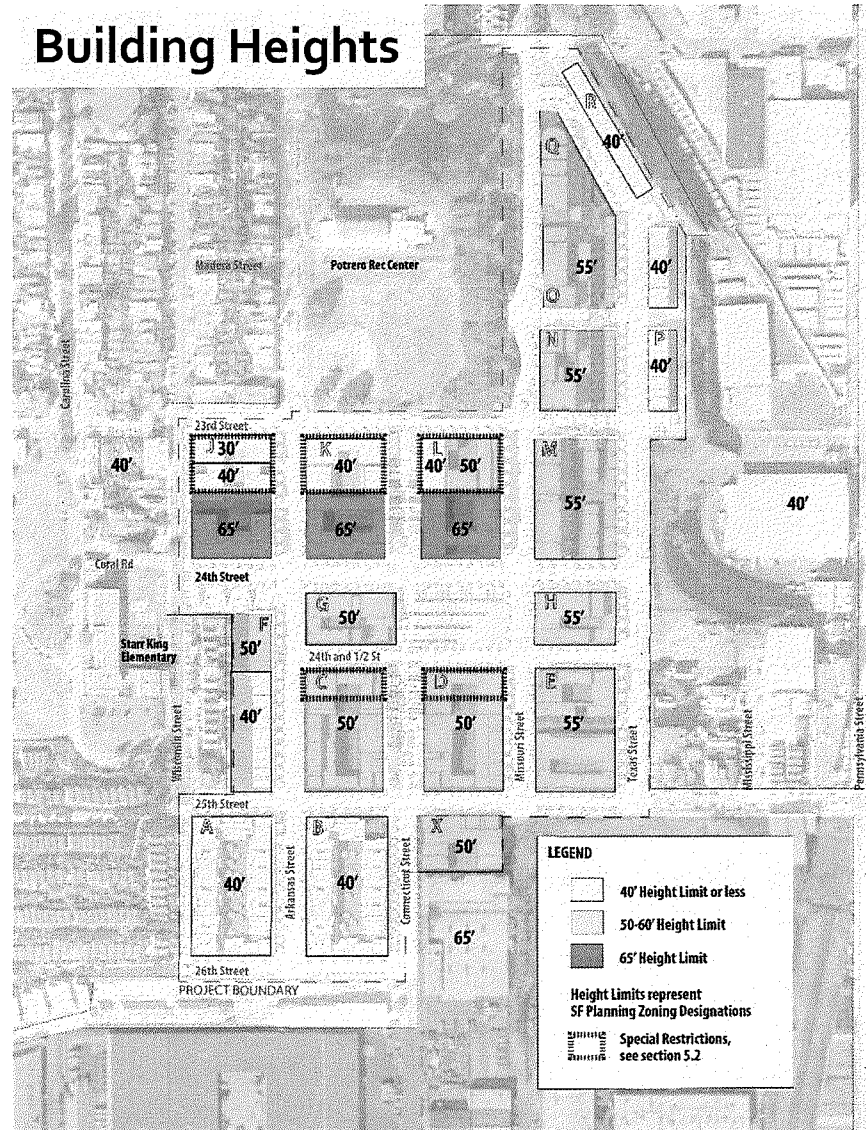 Building Heights
R
40'
Q
Madera Street
Potrero Rec Center
55'
40'
O
Carolina Street
N
P
55'
40'
23rd Street
J 30'
K
L
M
40'
40'
40'
40' 50'
40'
65'
65'
65'
55'
Coral Rd
24th Street
G
H
50'
55'
F
Starr King
Elementary
50'
24th and 1/2 St
C
D
E
40'
50'
50'
55'
Wisconsin Street
Missouri Street
Texas Street
Mississippi Street
Pennsylvania Street
25th Street
A
B
X
50'
40'
40'
Arkansas Street
Connecticut Street
65'
26th Street
PROJECT BOUNDARY
LEGEND
40' Height Limit or less
50-60' Height Limit
65' Height Limit
Height Limits represent
SF Planning Zoning Designations
Special Restrictions,
see section 5.2